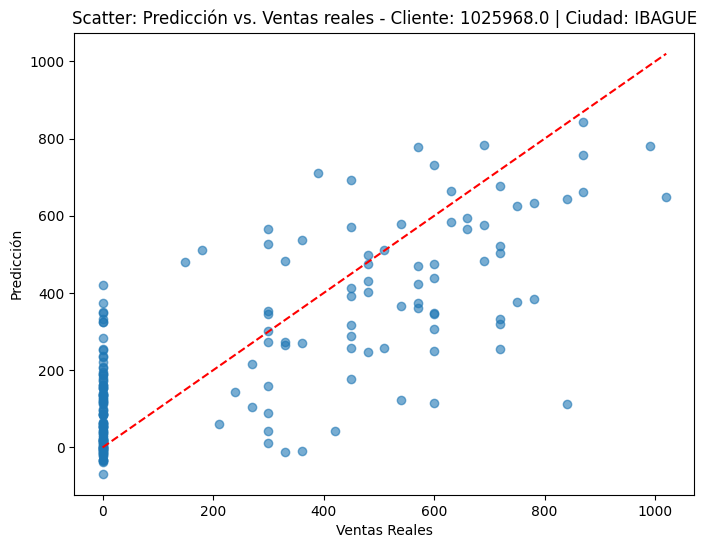 Scatter: Predicción vs. Ventas reales - Cliente: 1025968.0 | Ciudad: IBAGUE
1000
800
600
400
200
0
Predicción
0 200 400 600 800 1000
Ventas Reales